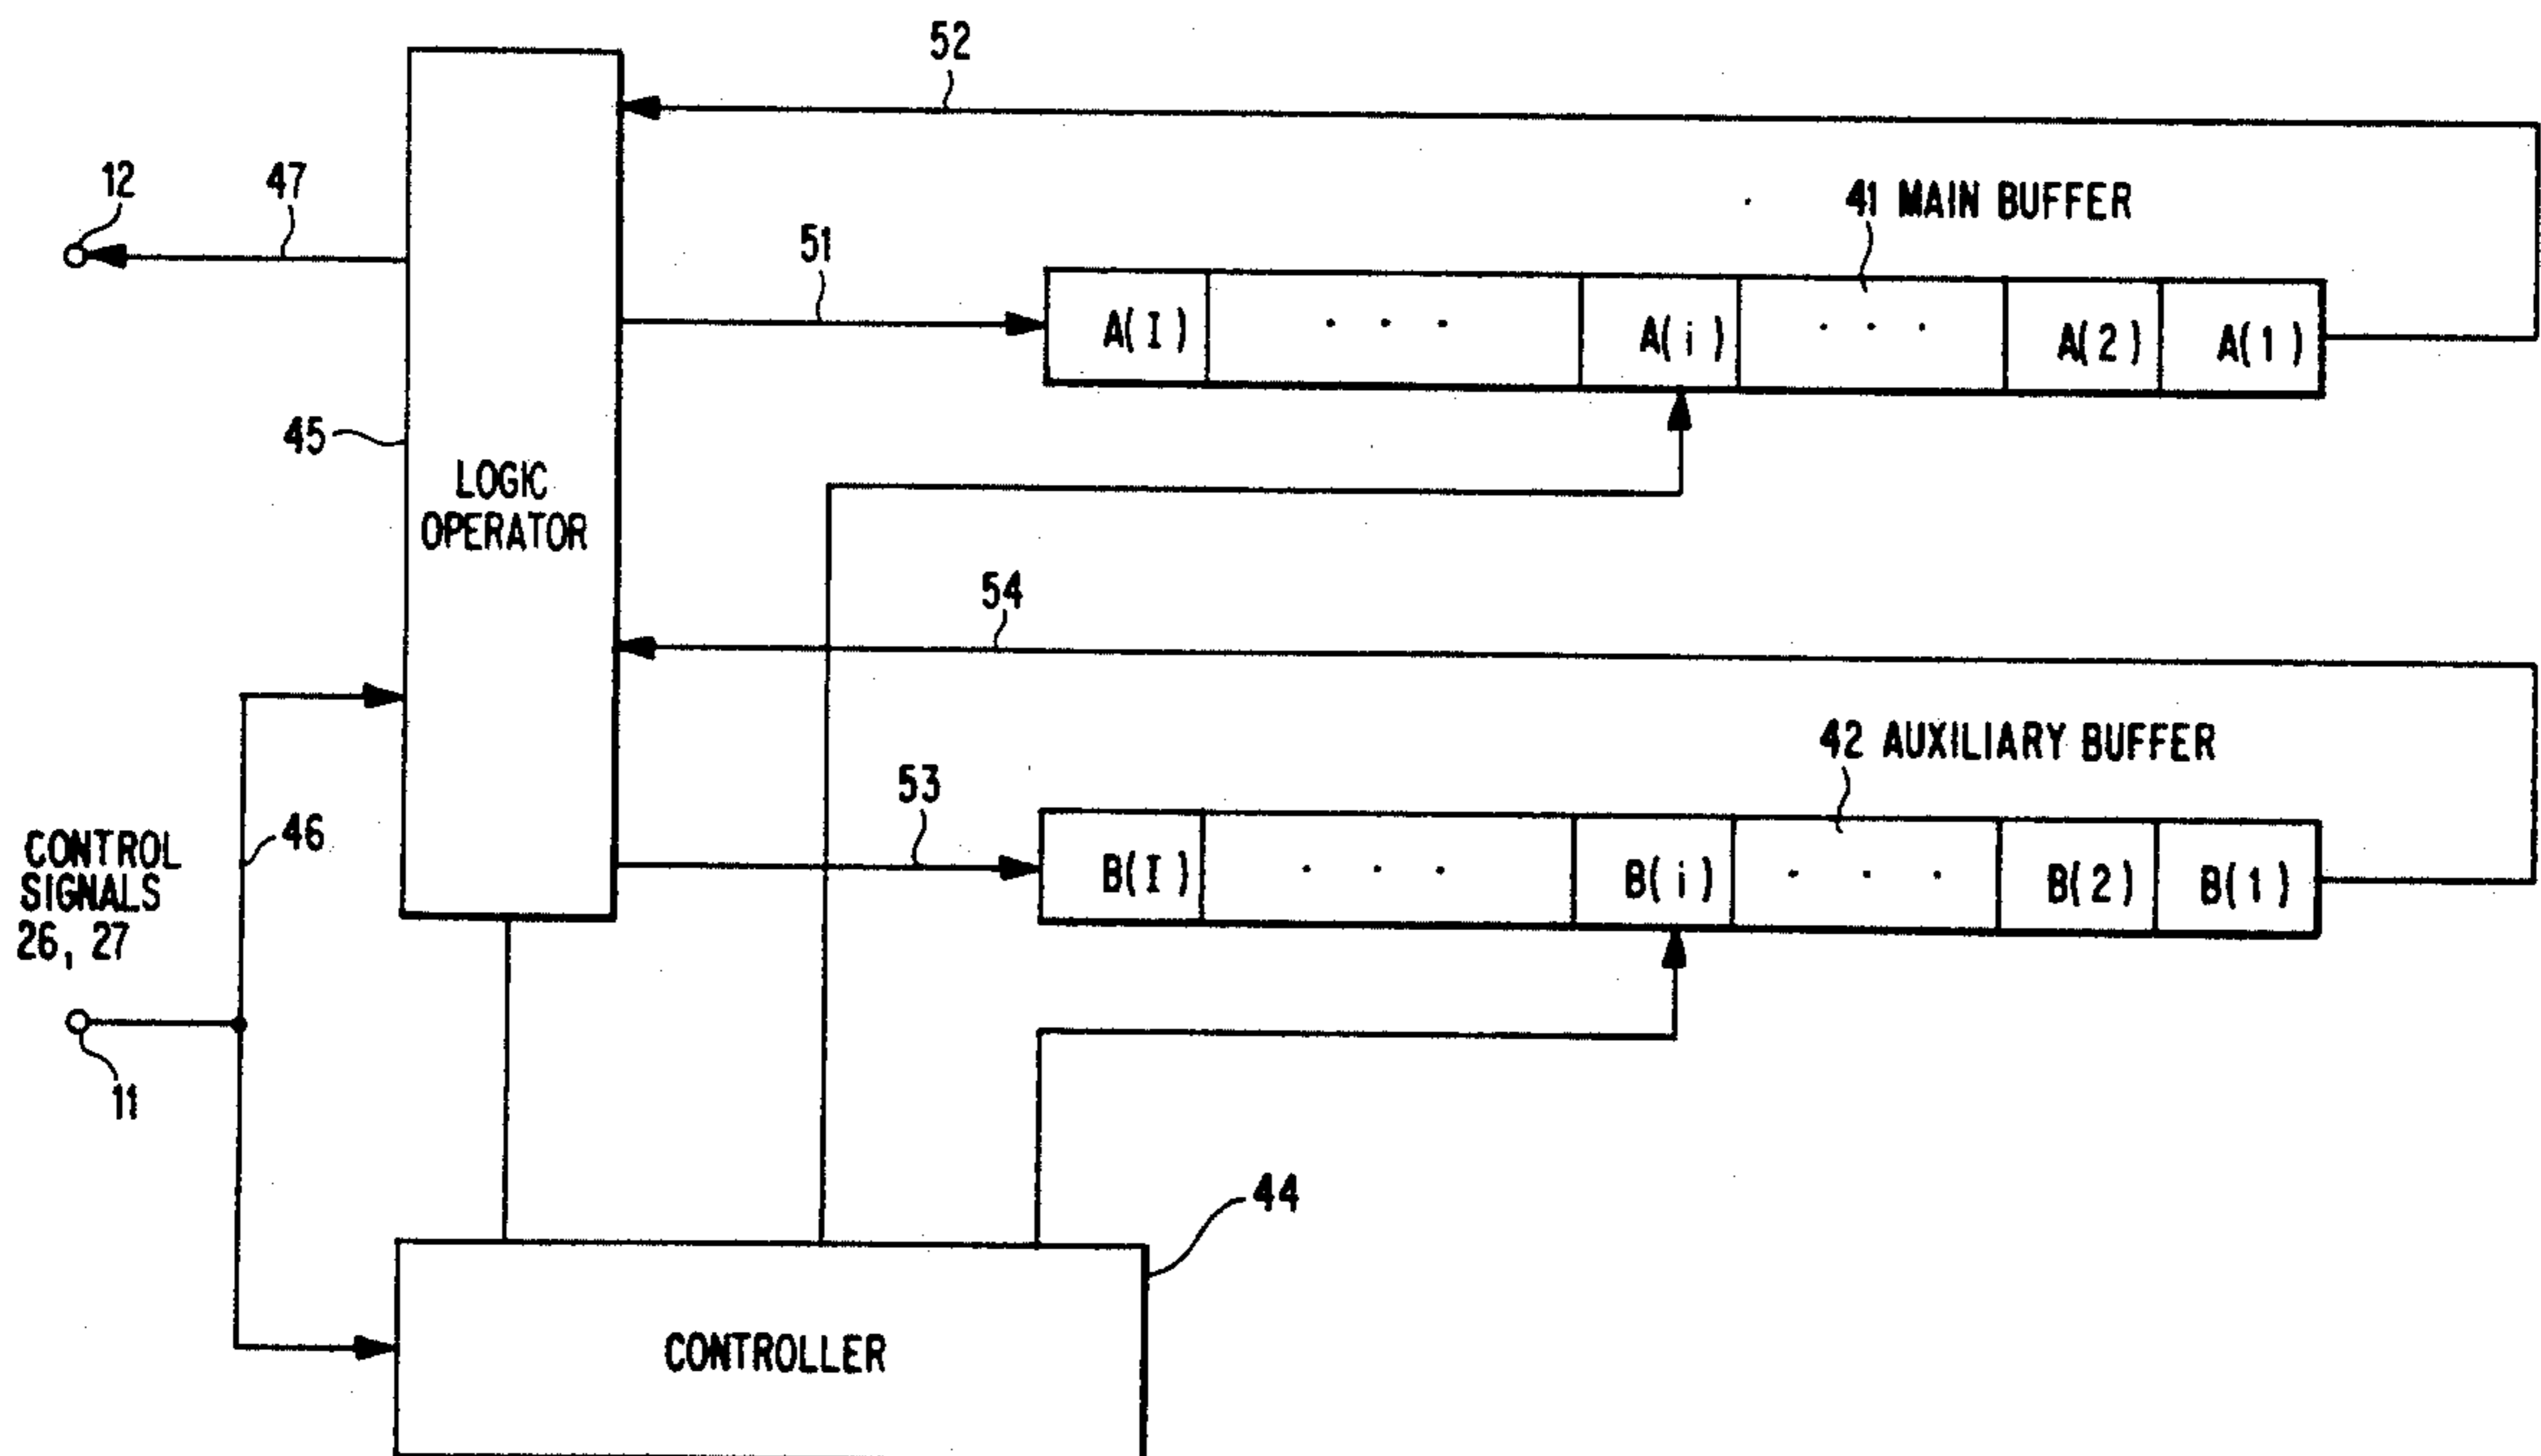 52
12
47
41 MAIN BUFFER
51
A(I) . . . A(i) . . . A(2) A(1)
45
LOGIC
OPERATOR
54
42 AUXILIARY BUFFER
53
46
CONTROL
SIGNALS
26, 27
B(I) . . . B(i) . . . B(2) B(1)
11
44
CONTROLLER